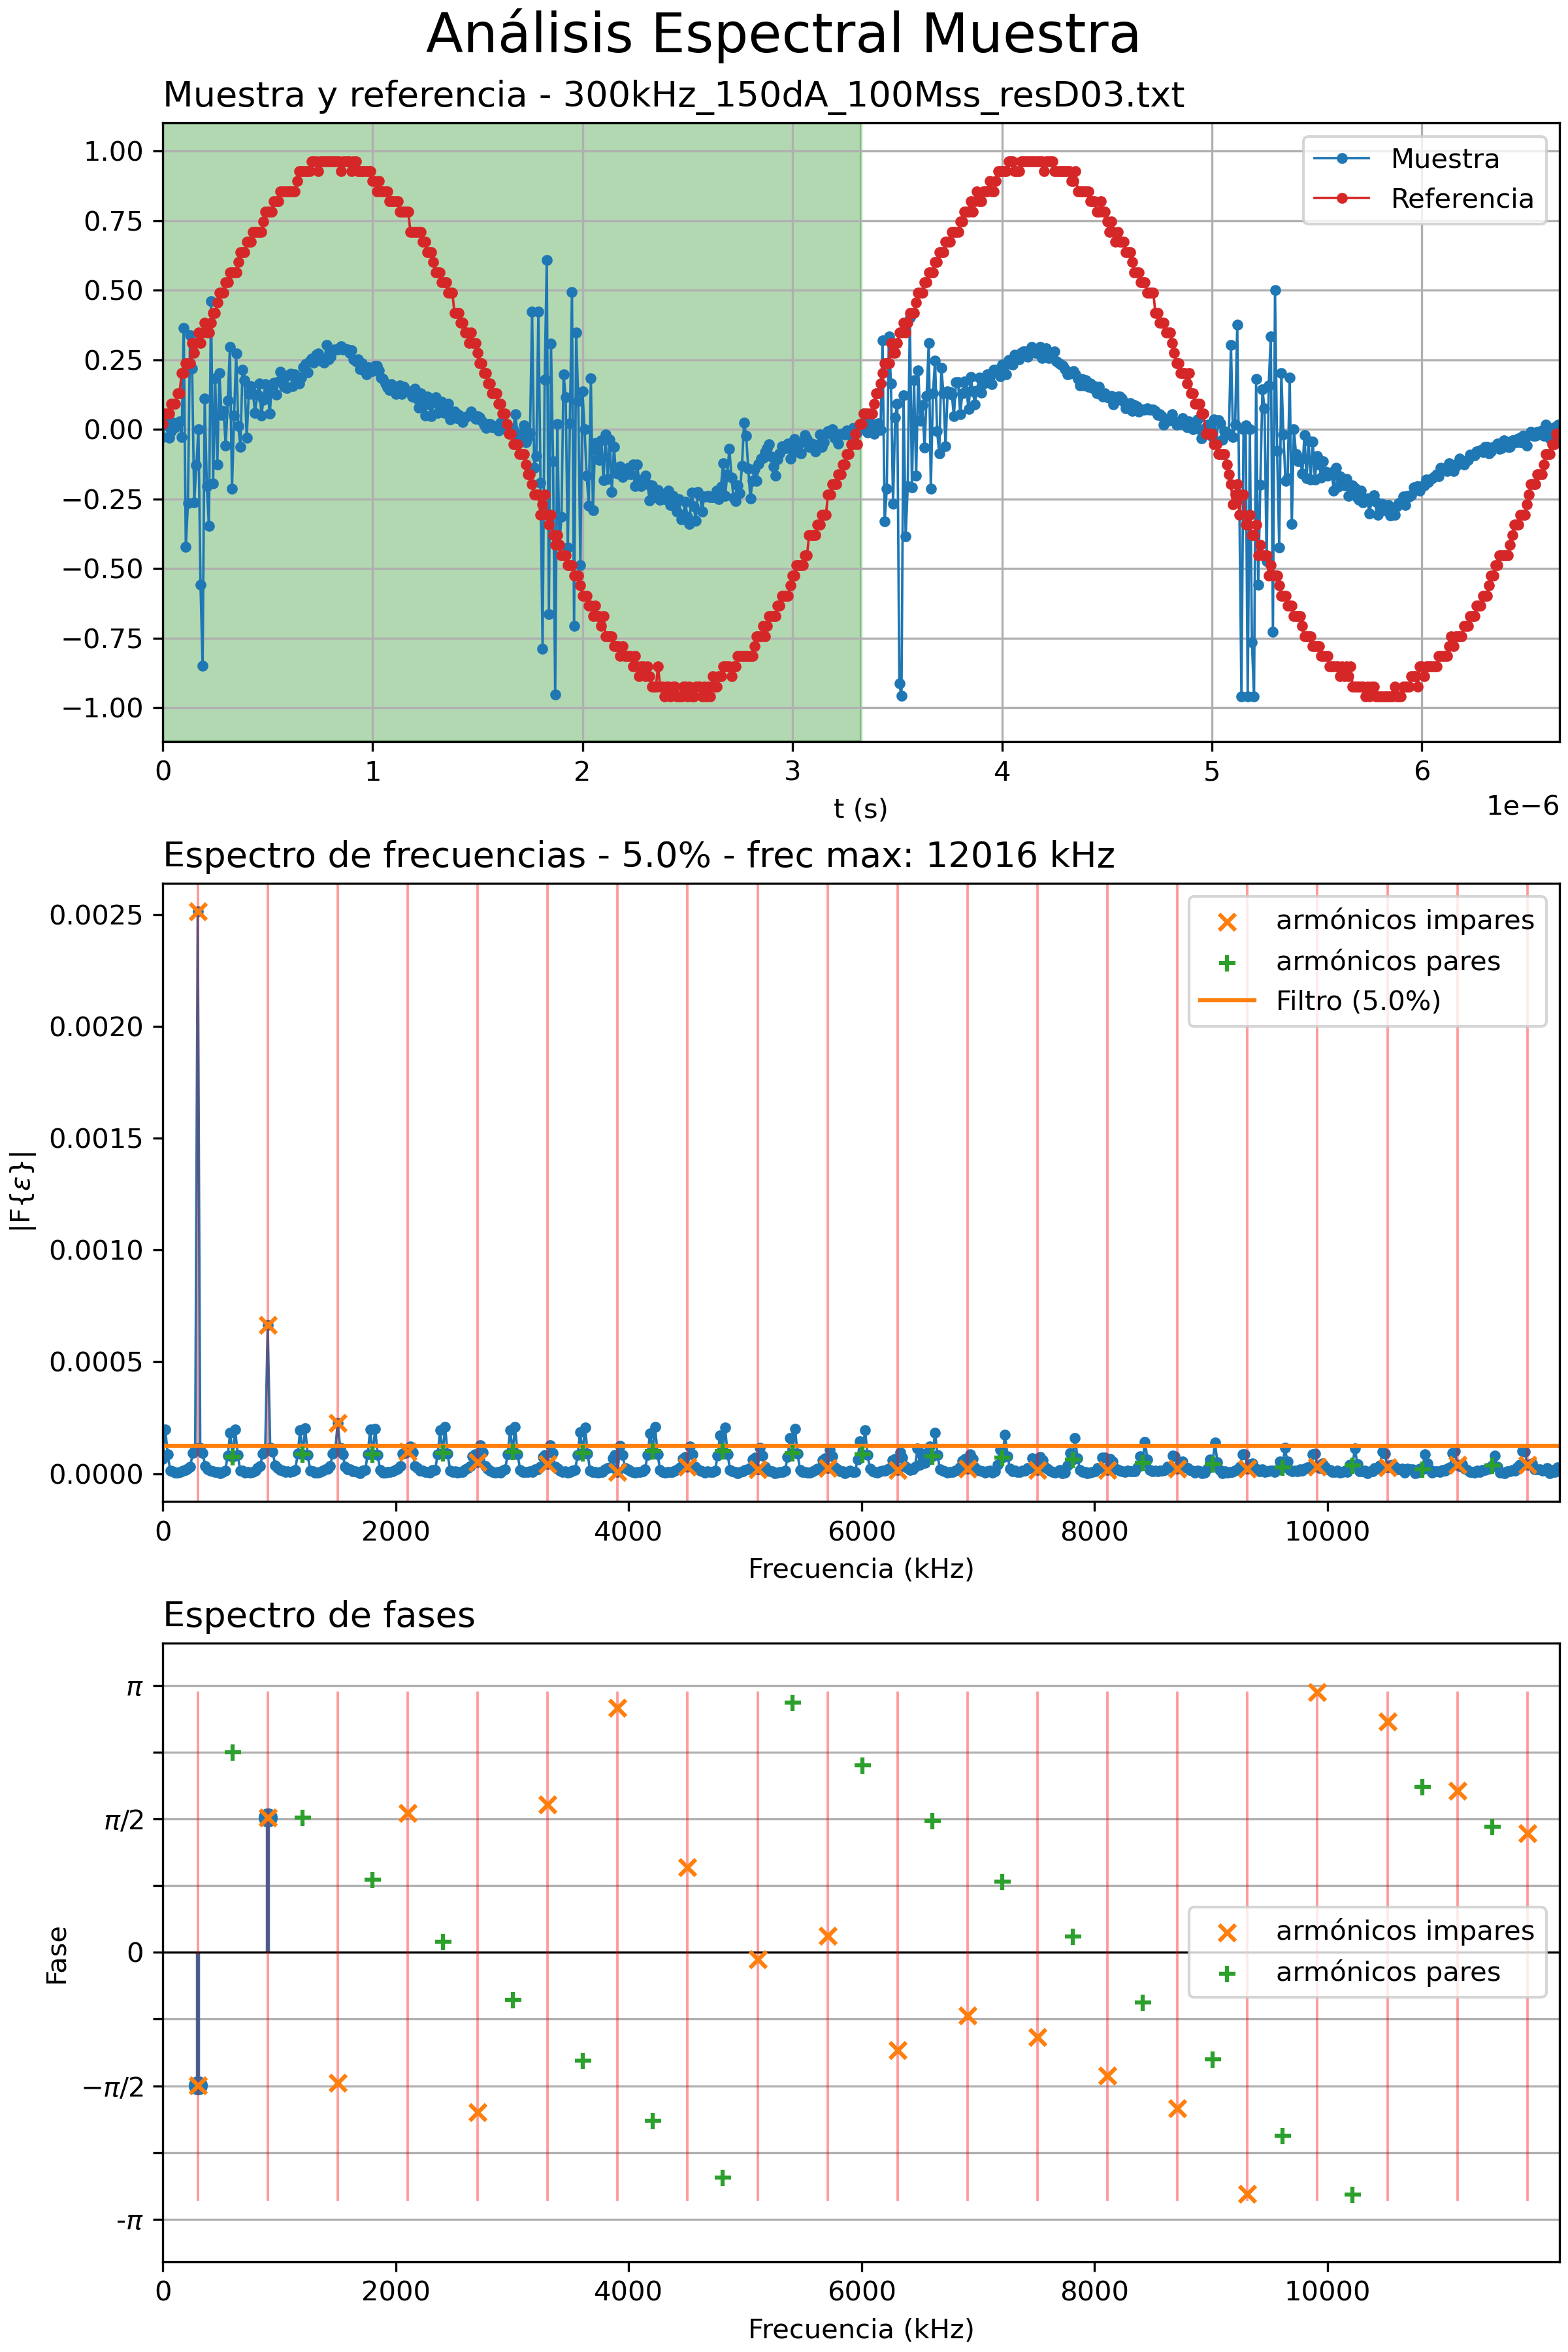 Análisis Espectral Muestra
Muestra y referencia - 300kHz_150dA_100Mss_resD03.txt
1.00
0.75
0.50
0.25
0.00
−0.25
−0.50
−0.75
−1.00
Muestra
Referencia
0 1 2 3 4 5 6
1e−6
t (s)
Espectro de frecuencias - 5.0% - frec max: 12016 kHz
0.0025
0.0020
0.0015
0.0010
0.0005
0.0000
|F{ε}|
armónicos impares
armónicos pares
Filtro (5.0%)
0 2000 4000 6000 8000 10000
Frecuencia (kHz)
Espectro de fases
π
π/2
0
−π/2
-π
Fase
armónicos impares
armónicos pares
0 2000 4000 6000 8000 10000
Frecuencia (kHz)